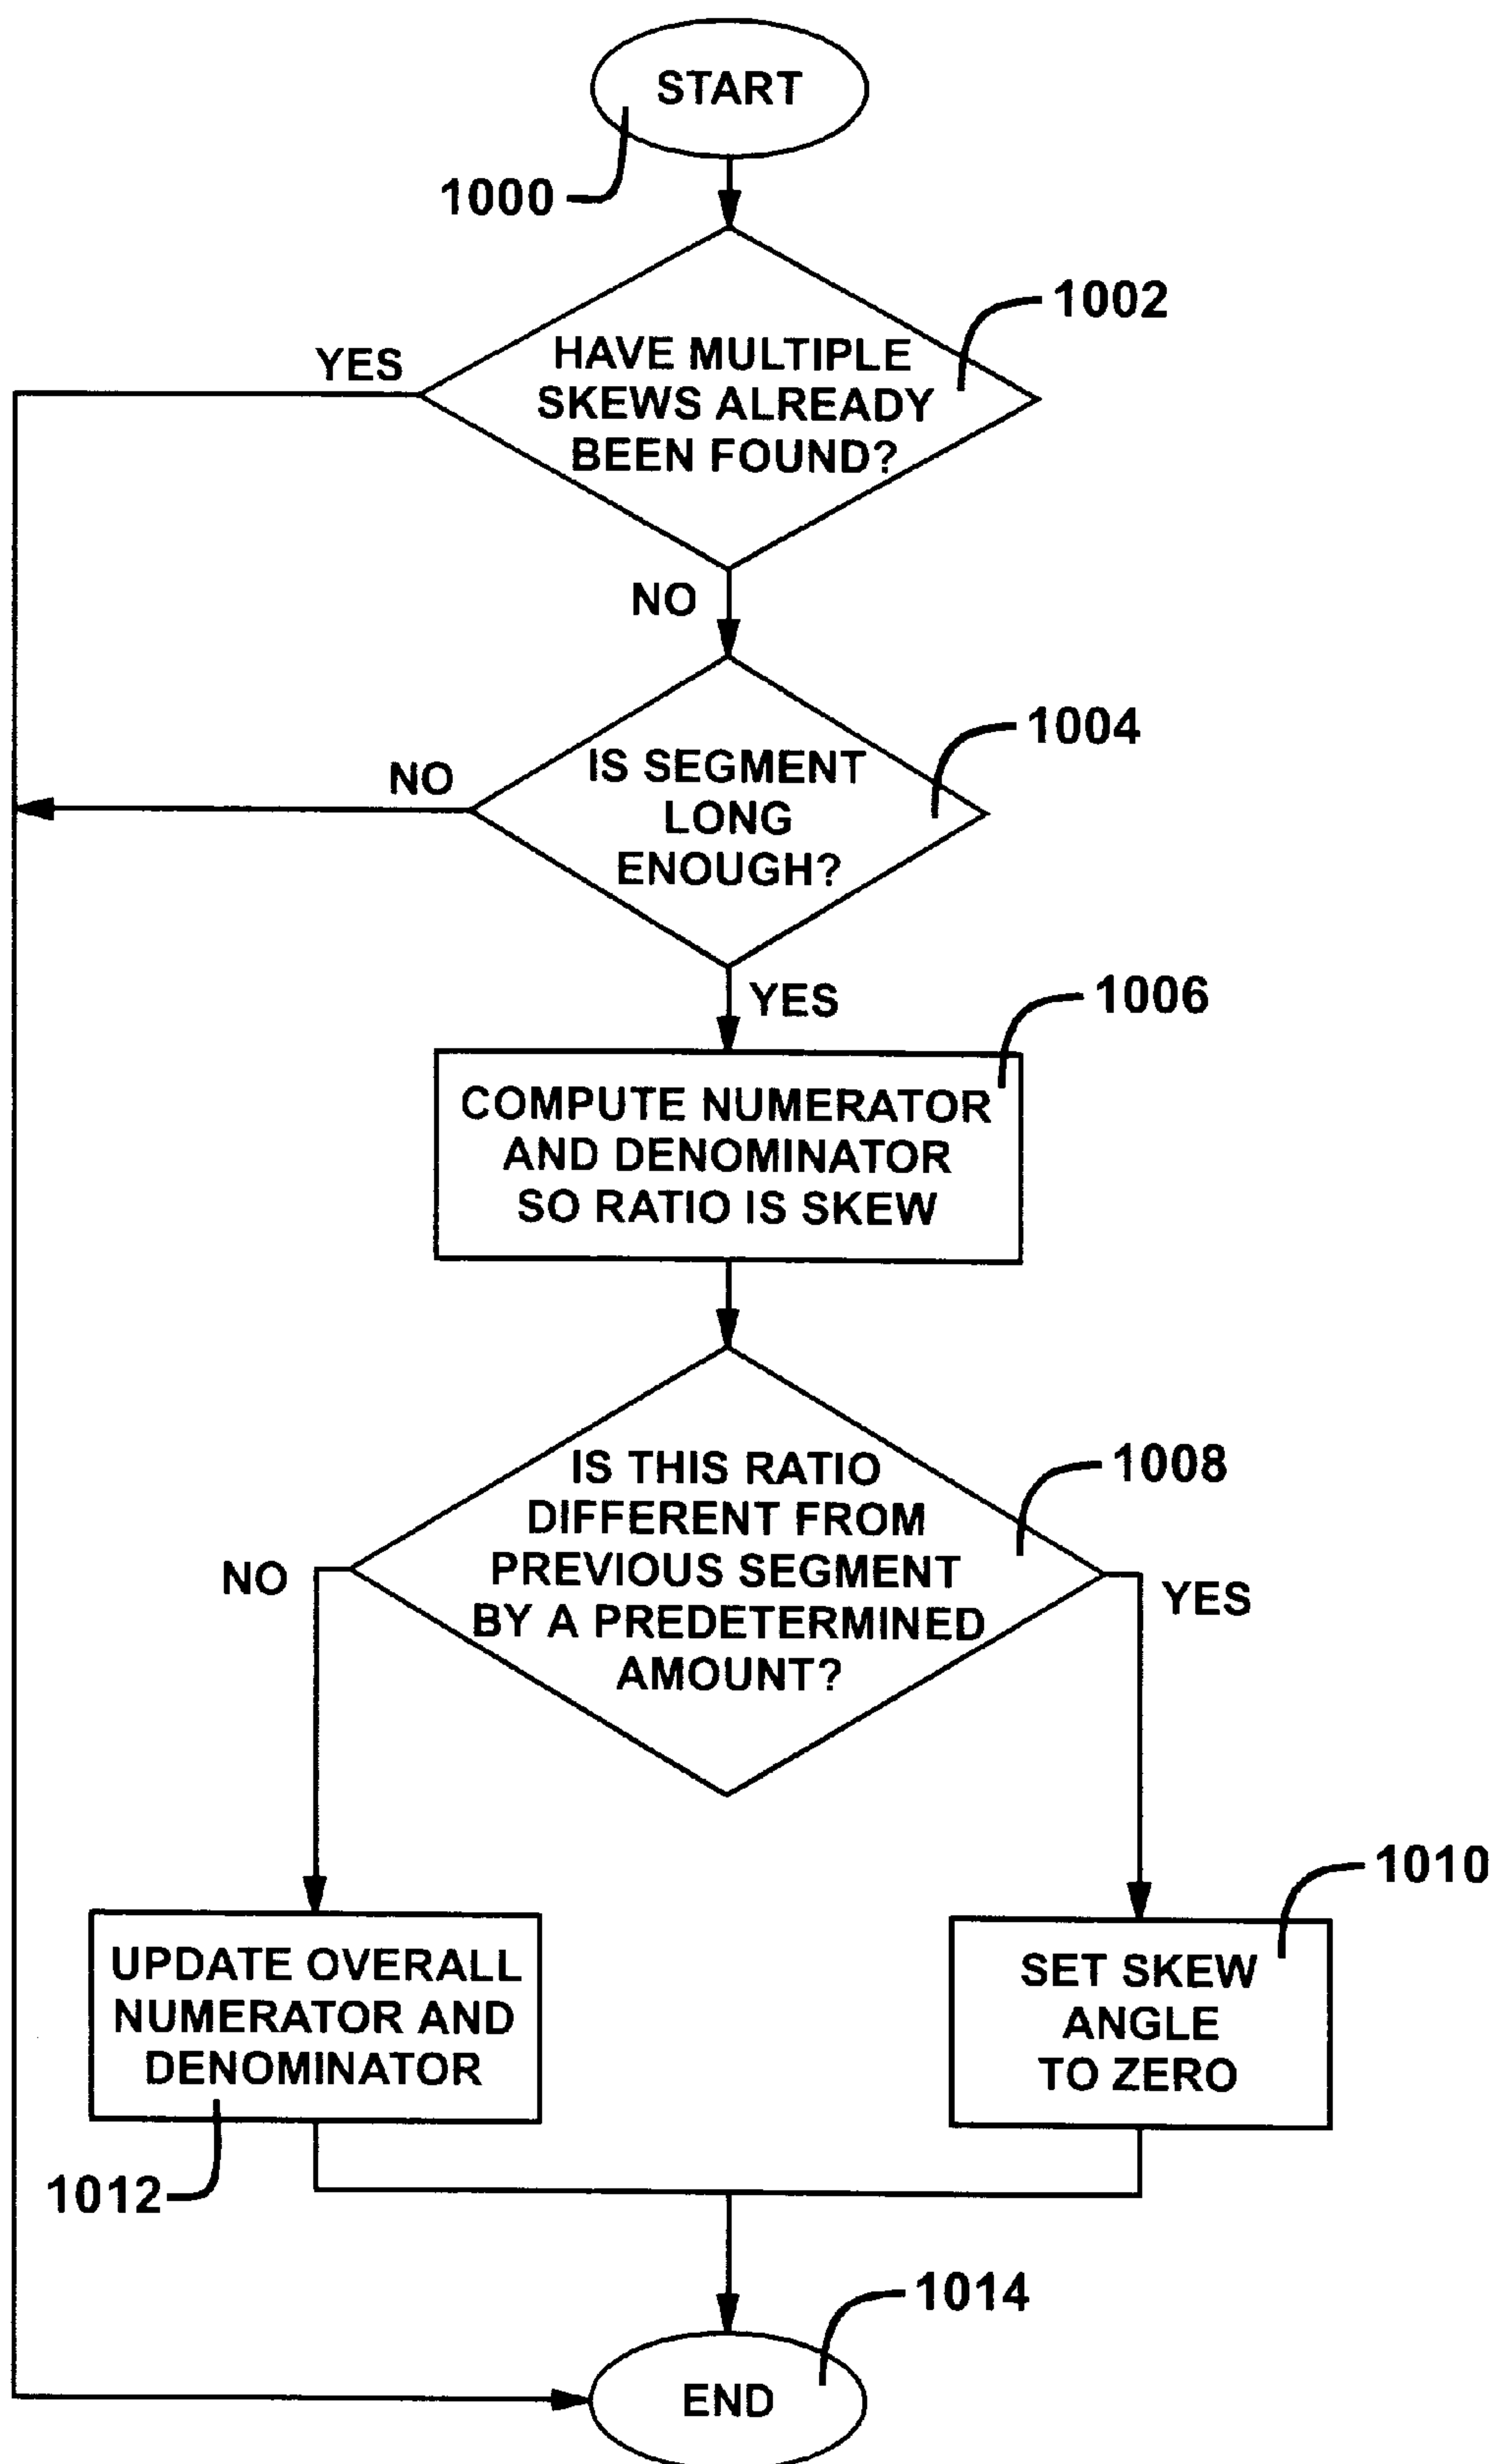 START
1000
1002
YES
HAVE MULTIPLE
SKEWS ALREADY
BEEN FOUND?
NO
1004
NO
IS SEGMENT
LONG
ENOUGH?
YES
1006
COMPUTE NUMERATOR
AND DENOMINATOR
SO RATIO IS SKEW
1008
IS THIS RATIO
DIFFERENT FROM
PREVIOUS SEGMENT
BY A PREDETERMINED
AMOUNT?
NO
YES
1010
UPDATE OVERALL
NUMERATOR AND
DENOMINATOR
SET SKEW
ANGLE
TO ZERO
1012
1014
END